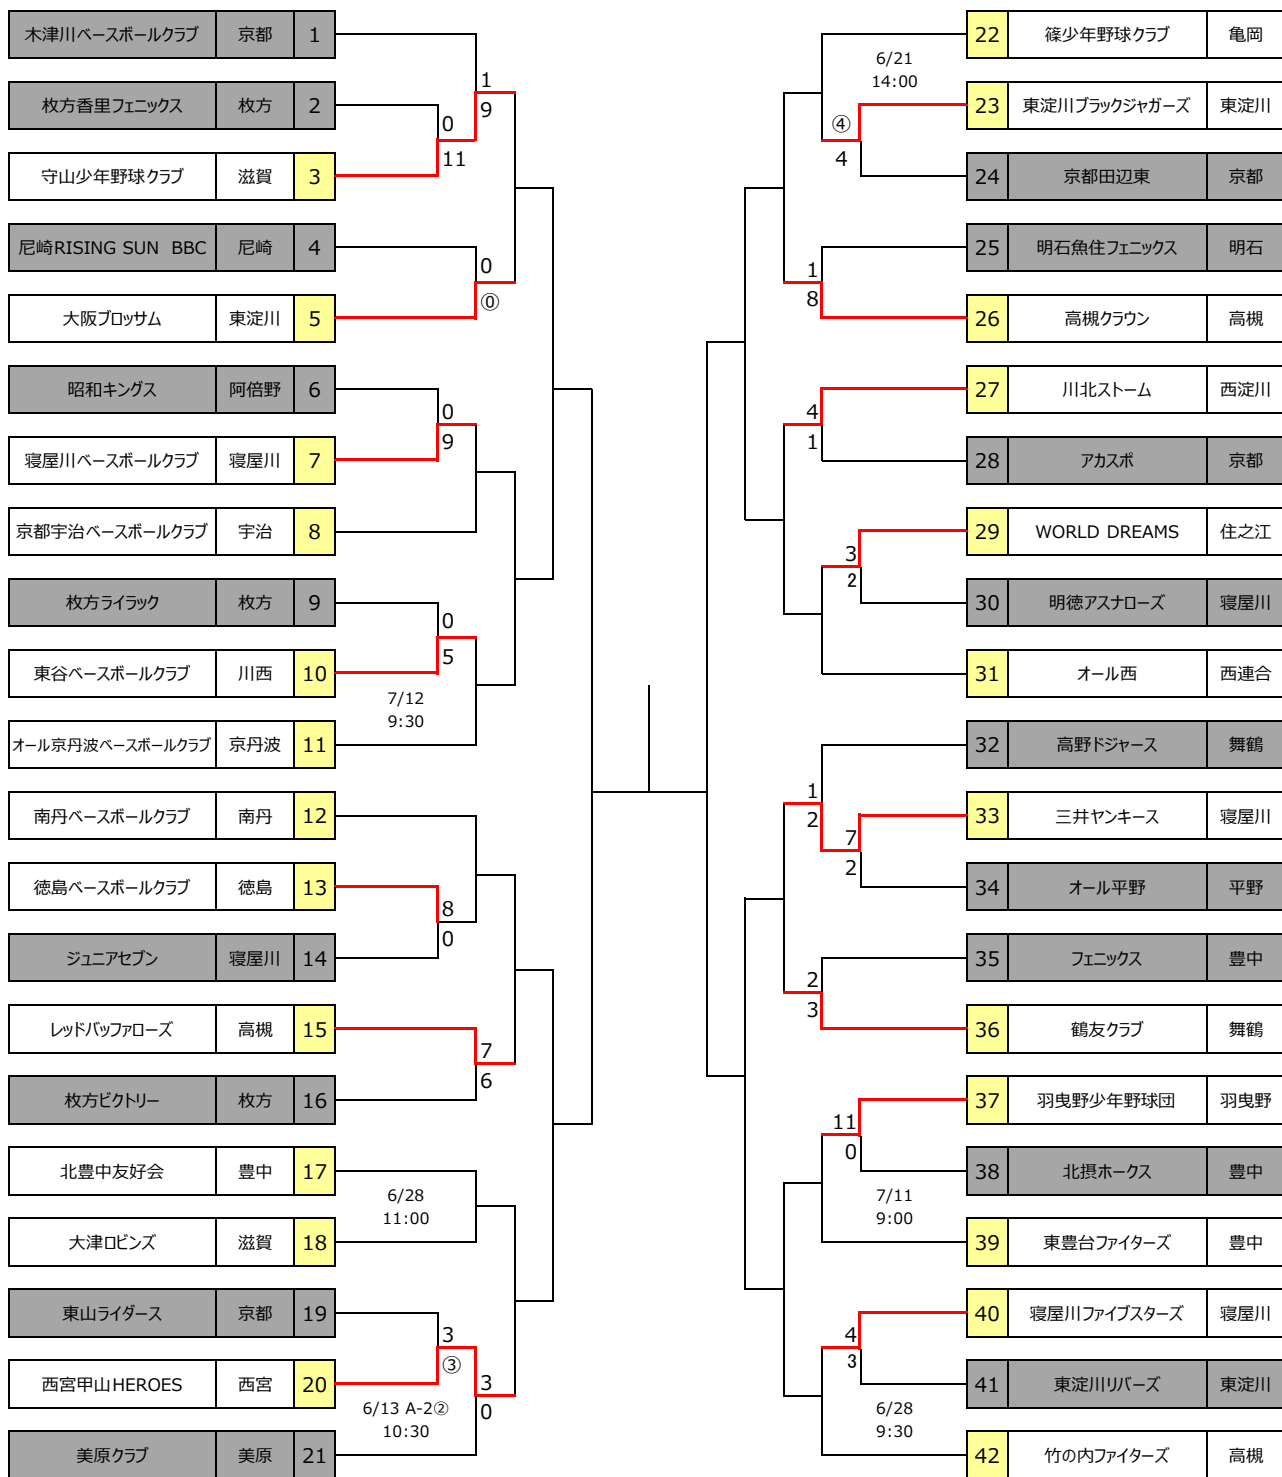 木津川ベースボールクラブ 京都 1
1
枚方香里フェニックス 枚方 2
9
0
11
守山少年野球クラブ 滋賀 3
尼崎RISING SUN BBC 尼崎 4
0
⓪
大阪ブロッサム 東淀川 5
昭和キングス 阿倍野 6
0
9
寝屋川ベースボールクラブ 寝屋川 7
京都宇治ベースボールクラブ 宇治 8
枚方ライラック 枚方 9
0
5
東谷ベースボールクラブ 川西 10
7/12
9:30
オール京丹波ベースボールクラブ 京丹波 11
南丹ベースボールクラブ 南丹 12
徳島ベースボールクラブ 徳島 13
8
0
ジュニアセブン 寝屋川 14
レッドバッファローズ 高槻 15
7
6
枚方ビクトリー 枚方 16
北豊中友好会 豊中 17
6/28
11:00
大津ロビンズ 滋賀 18
東山ライダース 京都 19
3
③
西宮甲山HEROES 西宮 20
3
0
6/13 A-2②
10:30
美原クラブ 美原 21
22 篠少年野球クラブ 亀岡
6/21
14:00
23 東淀川ブラックジャガーズ 東淀川
④
4
24 京都田辺東 京都
25 明石魚住フェニックス 明石
1
8
26 高槻クラウン 高槻
27 川北ストーム 西淀川
4
1
28 アカスポ 京都
29 WORLD DREAMS 住之江
3
2
30 明徳アスナローズ 寝屋川
31 オール西 西連合
32 高野ドジャース 舞鶴
1
2
33 三井ヤンキース 寝屋川
7
2
34 オール平野 平野
35 フェニックス 豊中
2
3
36 鶴友クラブ 舞鶴
37 羽曳野少年野球団 羽曳野
11
0
38 北摂ホークス 豊中
7/11
9:00
39 東豊台ファイターズ 豊中
40 寝屋川ファイブスターズ 寝屋川
4
3
41 東淀川リバーズ 東淀川
6/28
9:30
42 竹の内ファイターズ 高槻